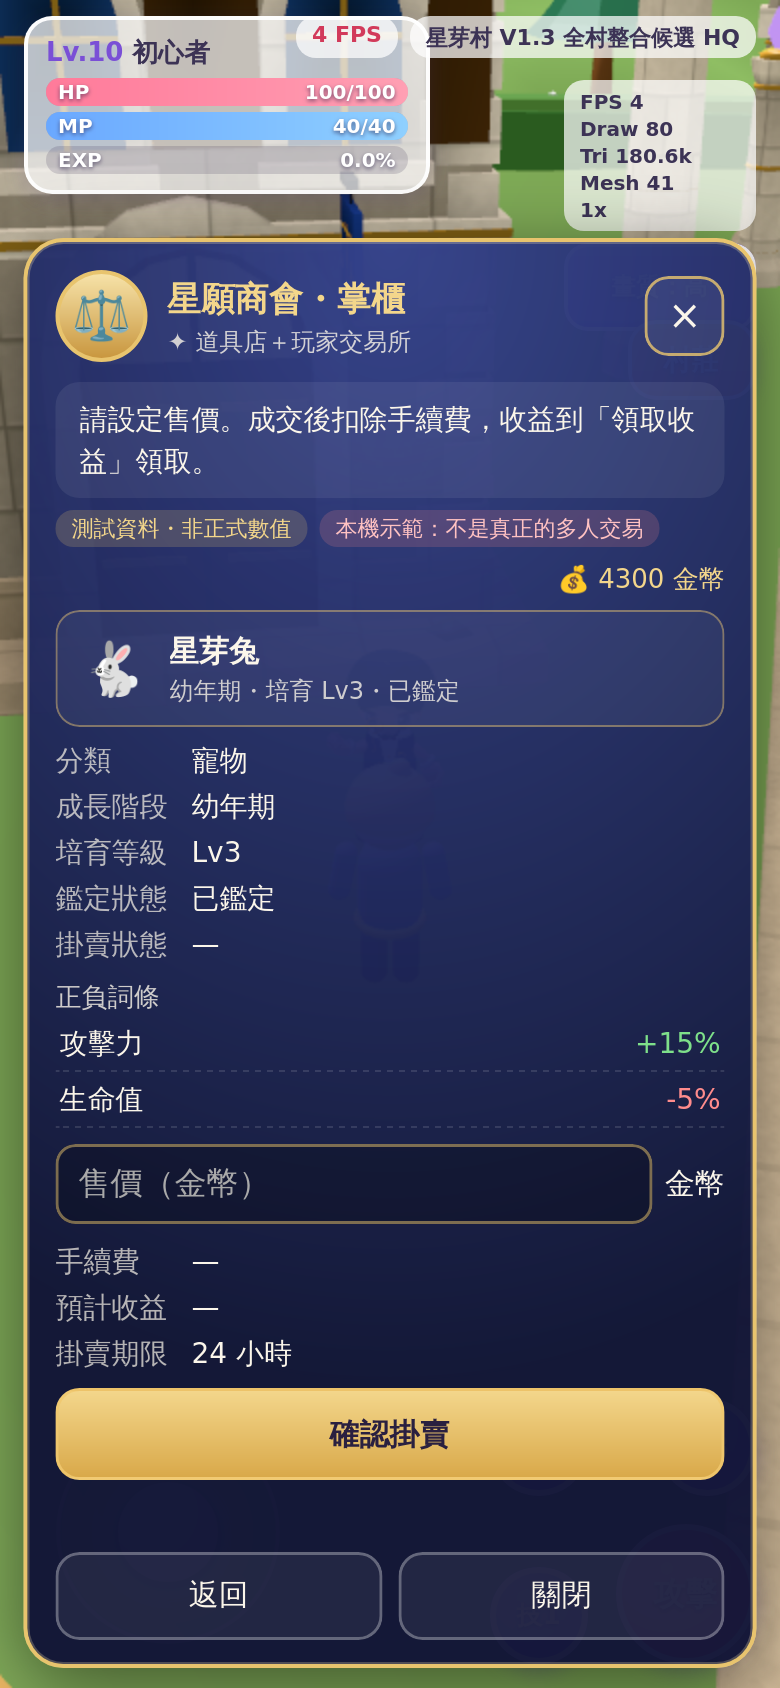 Lv.10 初心者
4 FPS
星芽村 V1.3 全村整合候選 HQ
HP 100/100
MP 40/40
EXP 0.0%
FPS 4
Draw 80
Tri 180.6k
Mesh 41
1x
星願商會・掌櫃
✦ 道具店＋玩家交易所
×
請設定售價。成交後扣除手續費，收益到「領取收
益」領取。
測試資料・非正式數值
本機示範：不是真正的多人交易
💰 4300 金幣
星芽兔
幼年期・培育 Lv3・已鑑定
分類 寵物
成長階段 幼年期
培育等級 Lv3
鑑定狀態 已鑑定
掛賣狀態 —
正負詞條
攻擊力 +15%
生命值 -5%
售價（金幣） 金幣
手續費 —
預計收益 —
掛賣期限 24 小時
確認掛賣
返回
關閉